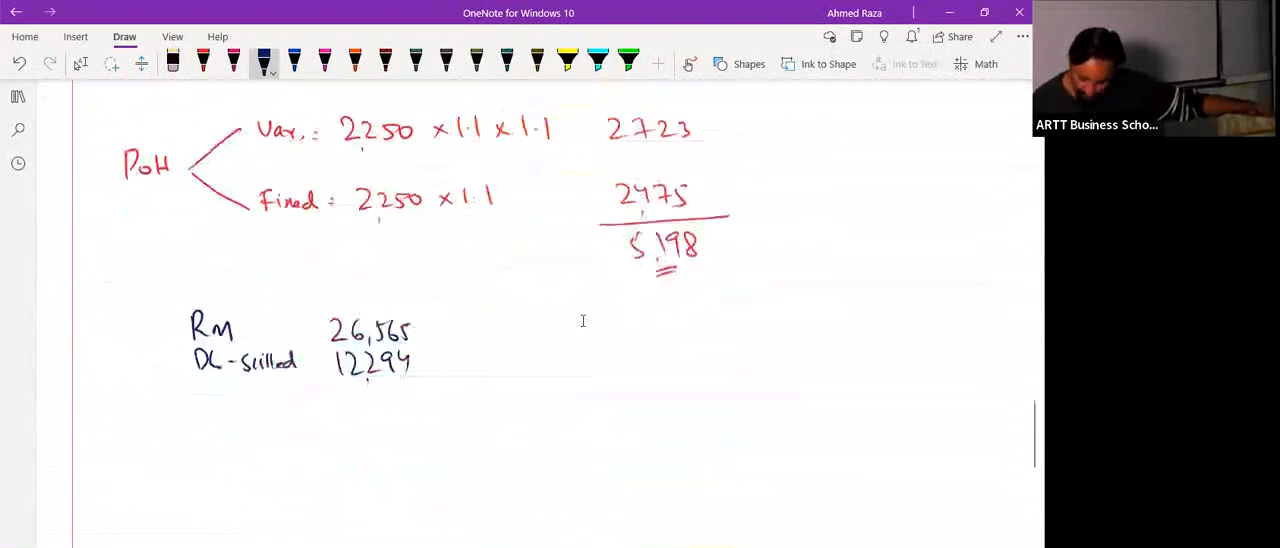 OneNote for Windows 10
Ahmed Raza
Home Insert Draw View Help
Share
Shapes Ink to Shape Ink to Text Math
ARTT Business Scho...
Var. = 2250 × 1.1 × 1.1 2723
POH
Fixed = 2250 × 1.1 2475
5,198
RM 26,565
DL - Skilled 12,294